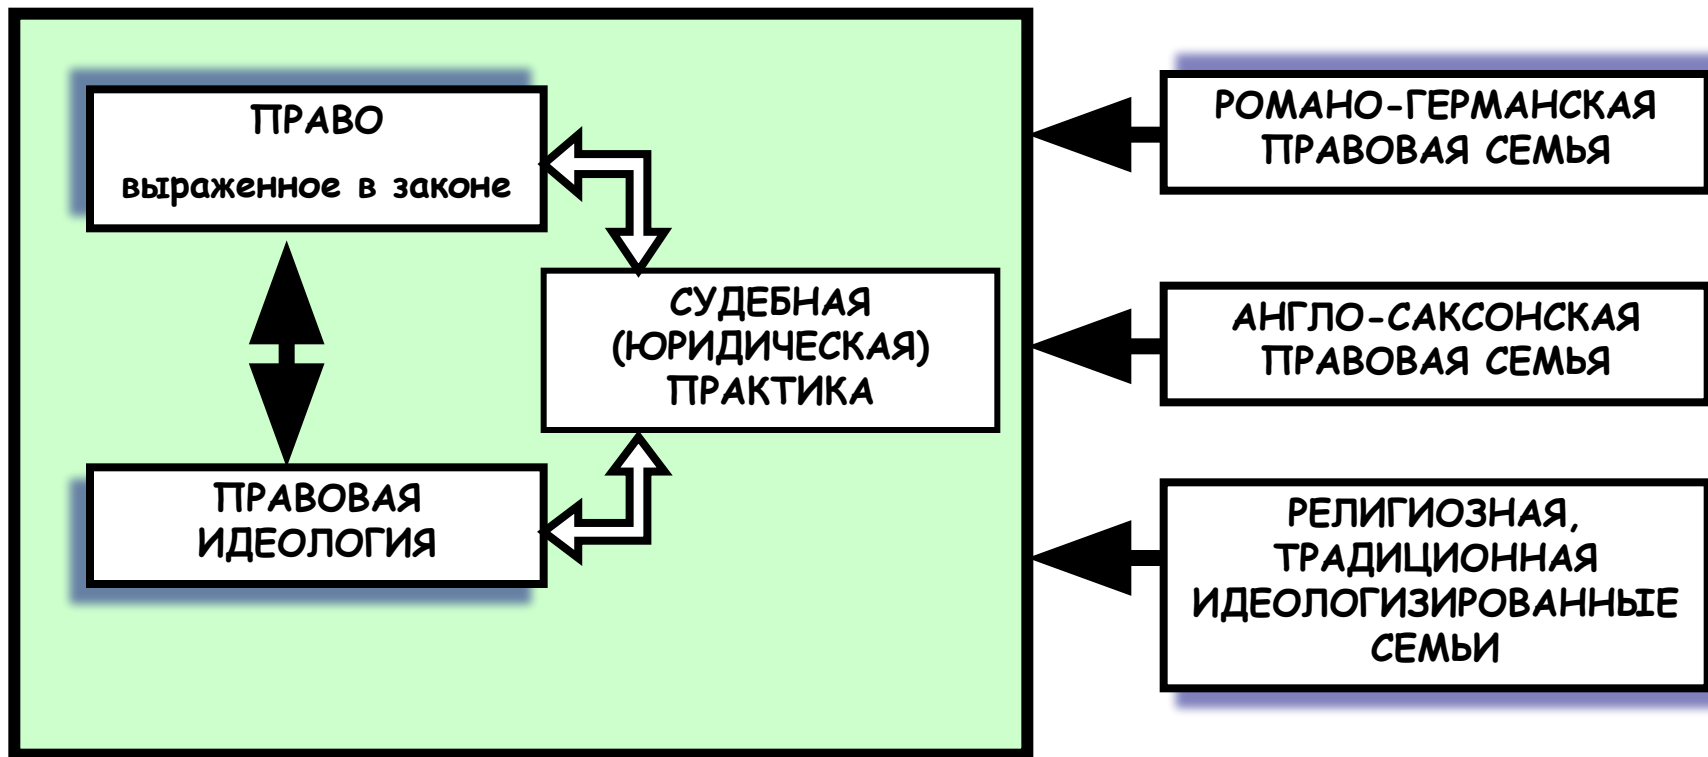 ПРАВО
выраженное в законе
СУДЕБНАЯ
(ЮРИДИЧЕСКАЯ)
ПРАКТИКА
ПРАВОВАЯ
ИДЕОЛОГИЯ
РОМАНО-ГЕРМАНСКАЯ
ПРАВОВАЯ СЕМЬЯ
АНГЛО-САКСОНСКАЯ
ПРАВОВАЯ СЕМЬЯ
РЕЛИГИОЗНАЯ,
ТРАДИЦИОННАЯ
ИДЕОЛОГИЗИРОВАННЫЕ
СЕМЬИ